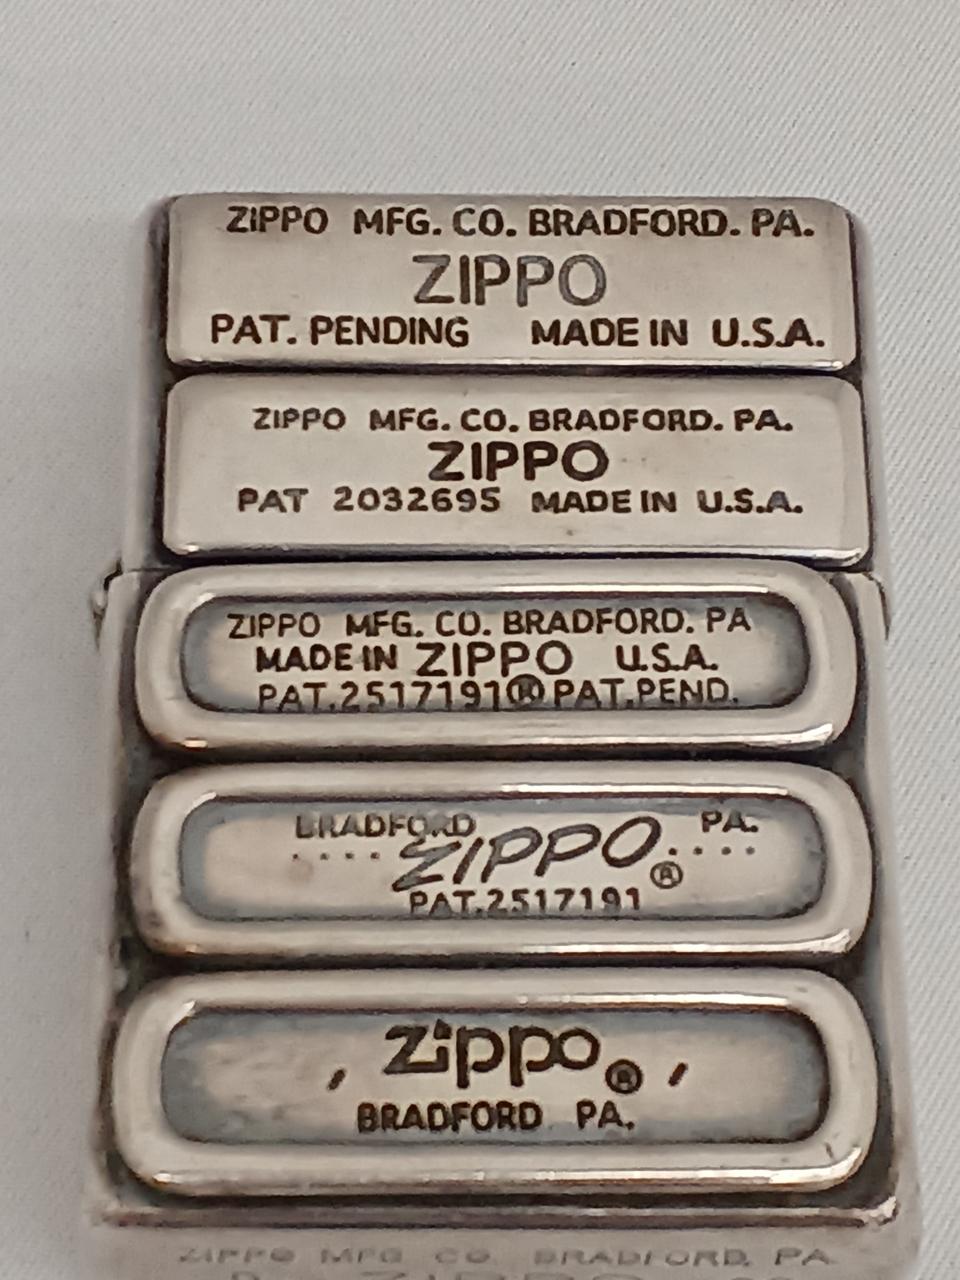 ZIPPO MFG. CO. BRADFORD. PA.
ZIPPO
PAT. PENDING MADE IN U.S.A.
ZIPPO MFG. CO. BRADFORD. PA.
ZIPPO
PAT 2032695 MADE IN U.S.A.
ZIPPO MFG. CO. BRADFORD. PA
MADE IN ZIPPO U.S.A.
PAT.2517191® PAT.PEND.
BRADFORD PA.
....ZIPPO®....
PAT.2517191
, zippo® ,
BRADFORD PA.
ZIPPO MFG CO. BRADFORD, PA
ZIPPO